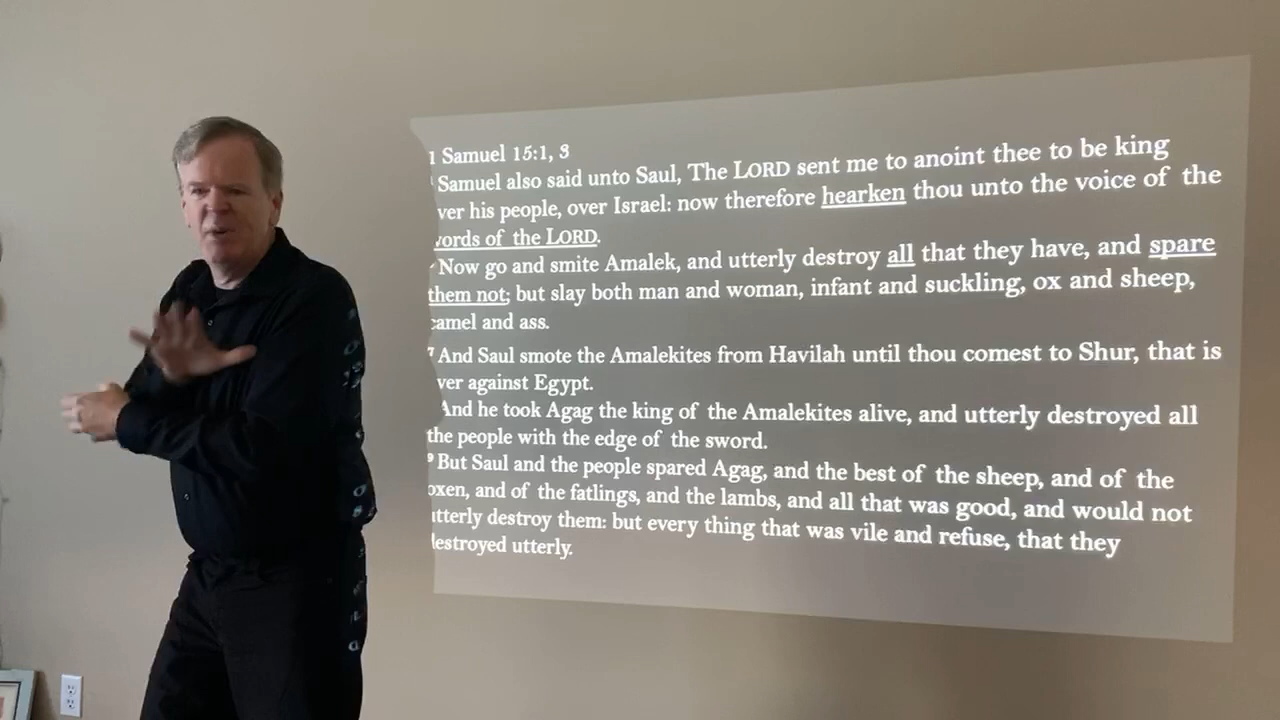 1 Samuel 15:1, 3
Samuel also said unto Saul, The LORD sent me to anoint thee to be king
ver his people, over Israel: now therefore hearken thou unto the voice of the
ords of the LORD.
Now go and smite Amalek, and utterly destroy all that they have, and spare
them not; but slay both man and woman, infant and suckling, ox and sheep,
camel and ass.
7 And Saul smote the Amalekites from Havilah until thou comest to Shur, that is
ver against Egypt.
And he took Agag the king of the Amalekites alive, and utterly destroyed all
the people with the edge of the sword.
9 But Saul and the people spared Agag, and the best of the sheep, and of the
oxen, and of the fatlings, and the lambs, and all that was good, and would not
utterly destroy them: but every thing that was vile and refuse, that they
destroyed utterly.